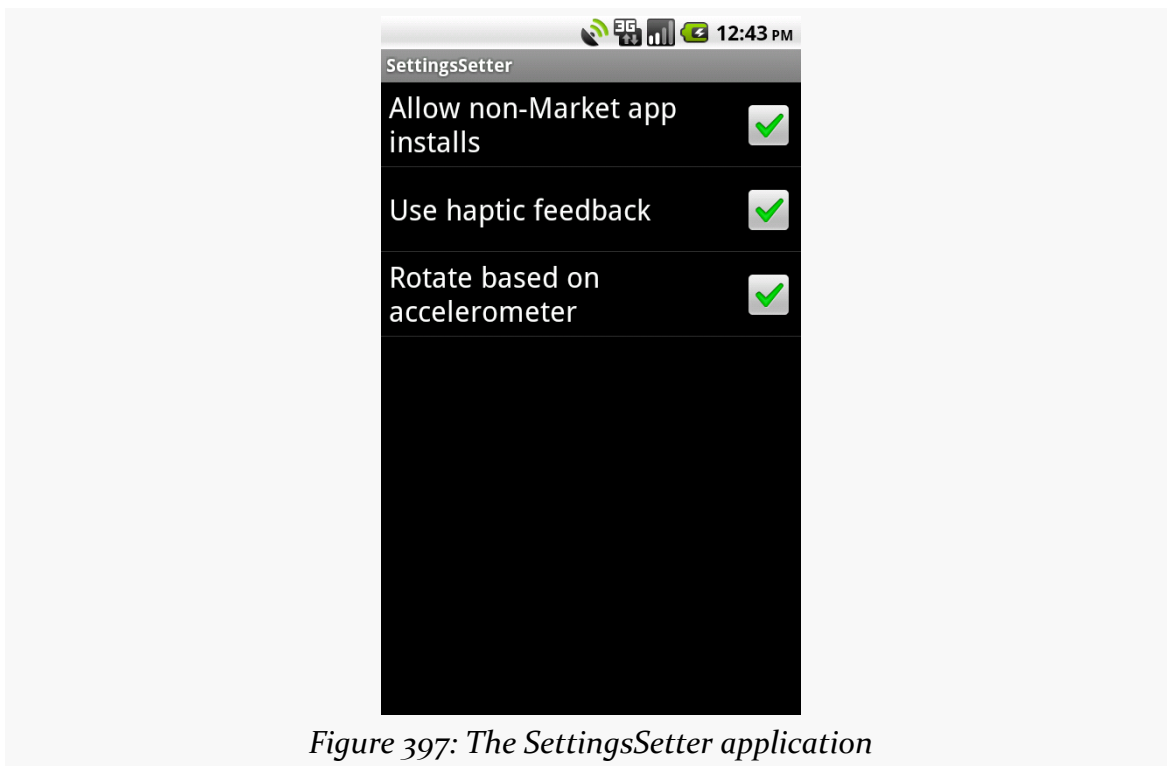 3G
12:43 PM
SettingsSetter
Allow non-Market app
installs
Use haptic feedback
Rotate based on
accelerometer
Figure 397: The SettingsSetter application